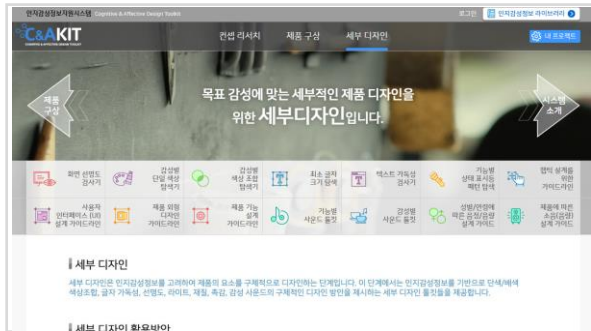 인지감성정보지원시스템 Cognitive & Affective Design Toolkit
로그인 인지감성정보 라이브러리
C&AKIT
COGNITIVE & AFFECTIVE DESIGN TOOLKIT
컨셉 리서치 제품 구상 세부 디자인
내 프로젝트
제품
구상
목표 감성에 맞는 세부적인 제품 디자인을
위한 세부디자인입니다.
시스템
소개
화면 선명도
검사기
감성별
단일 색상
탐색기
감성별
색상 조합
탐색기
최소 글자
크기 탐색
텍스트 가독성
검사기
기능별
상태 표시등
패턴 탐색
햅틱 설계를
위한
가이드라인
사용자
인터페이스 (UI)
설계 가이드라인
제품 외형
디자인
가이드라인
제품 기능
설계
가이드라인
기능별
사운드 툴킷
감성별
사운드 툴킷
성별/연령에
따른 음정/음량
설계 가이드
제품에 따른
소음(음량)
설계 가이드
세부 디자인
세부 디자인은 인지감성정보를 고려하여 제품의 요소를 구체적으로 디자인하는 단계입니다. 이 단계에서는 인지감성정보를 기반으로 단색/배색
색상조합, 글자 가독성, 선명도, 라이트, 재질, 촉감, 감성 사운드의 구체적인 디자인 방안을 제시하는 세부 디자인 툴킷들을 제공합니다.
세부 디자인 활용방안